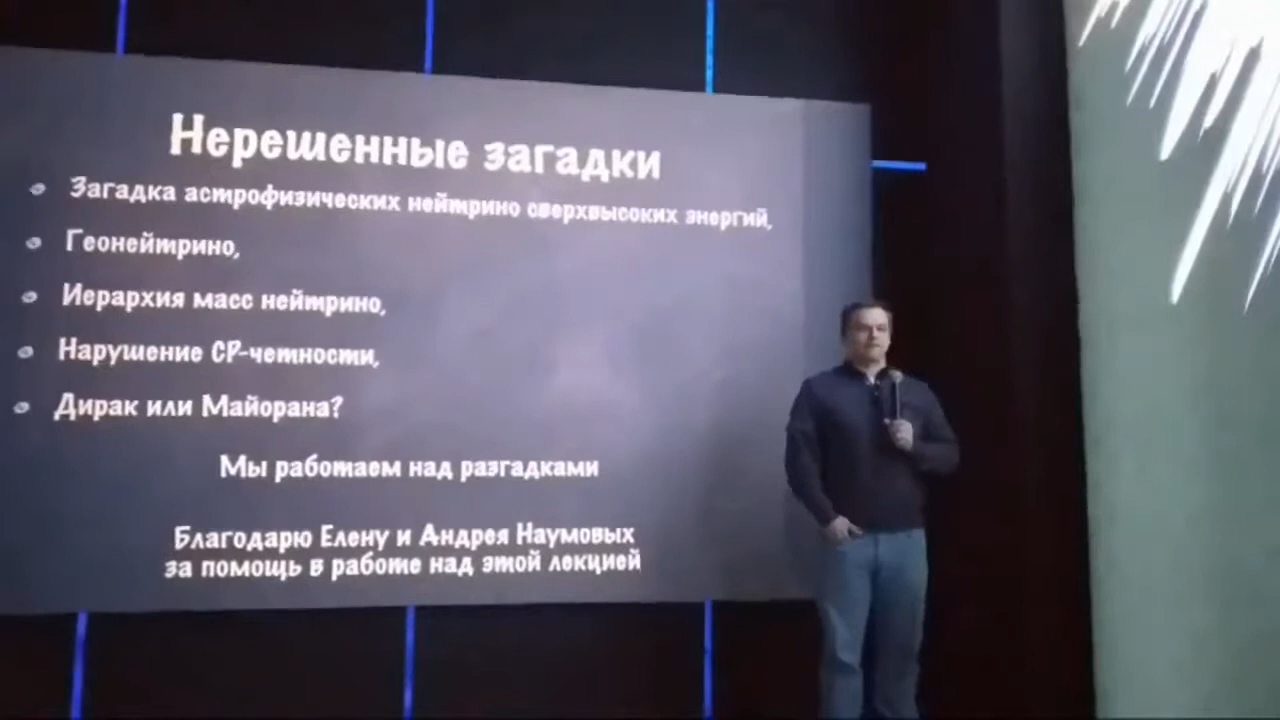 Нерешенные загадки
Загадка астрофизических нейтрино сверхвысоких энергий,
Геонейтрино,
Иерархия масс нейтрино,
Нарушение CP-четности,
Дирак или Майорана?
Мы работаем над разгадками
Благодарю Елену и Андрея Наумовых
за помощь в работе над этой лекцией